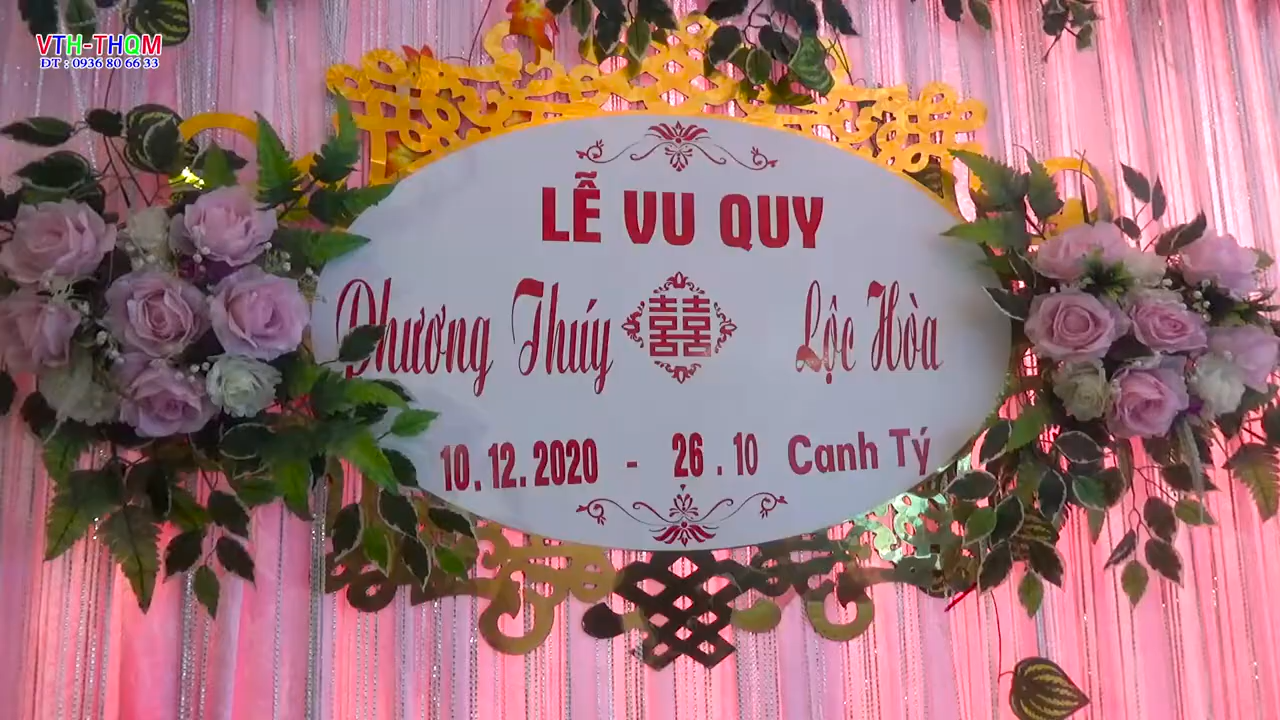 VTH-THQM
ĐT : 0936 80 66 33
LỄ VU QUY
Phương Thúy 囍 Lộc Hòa
10.12.2020 - 26.10 Canh Tý